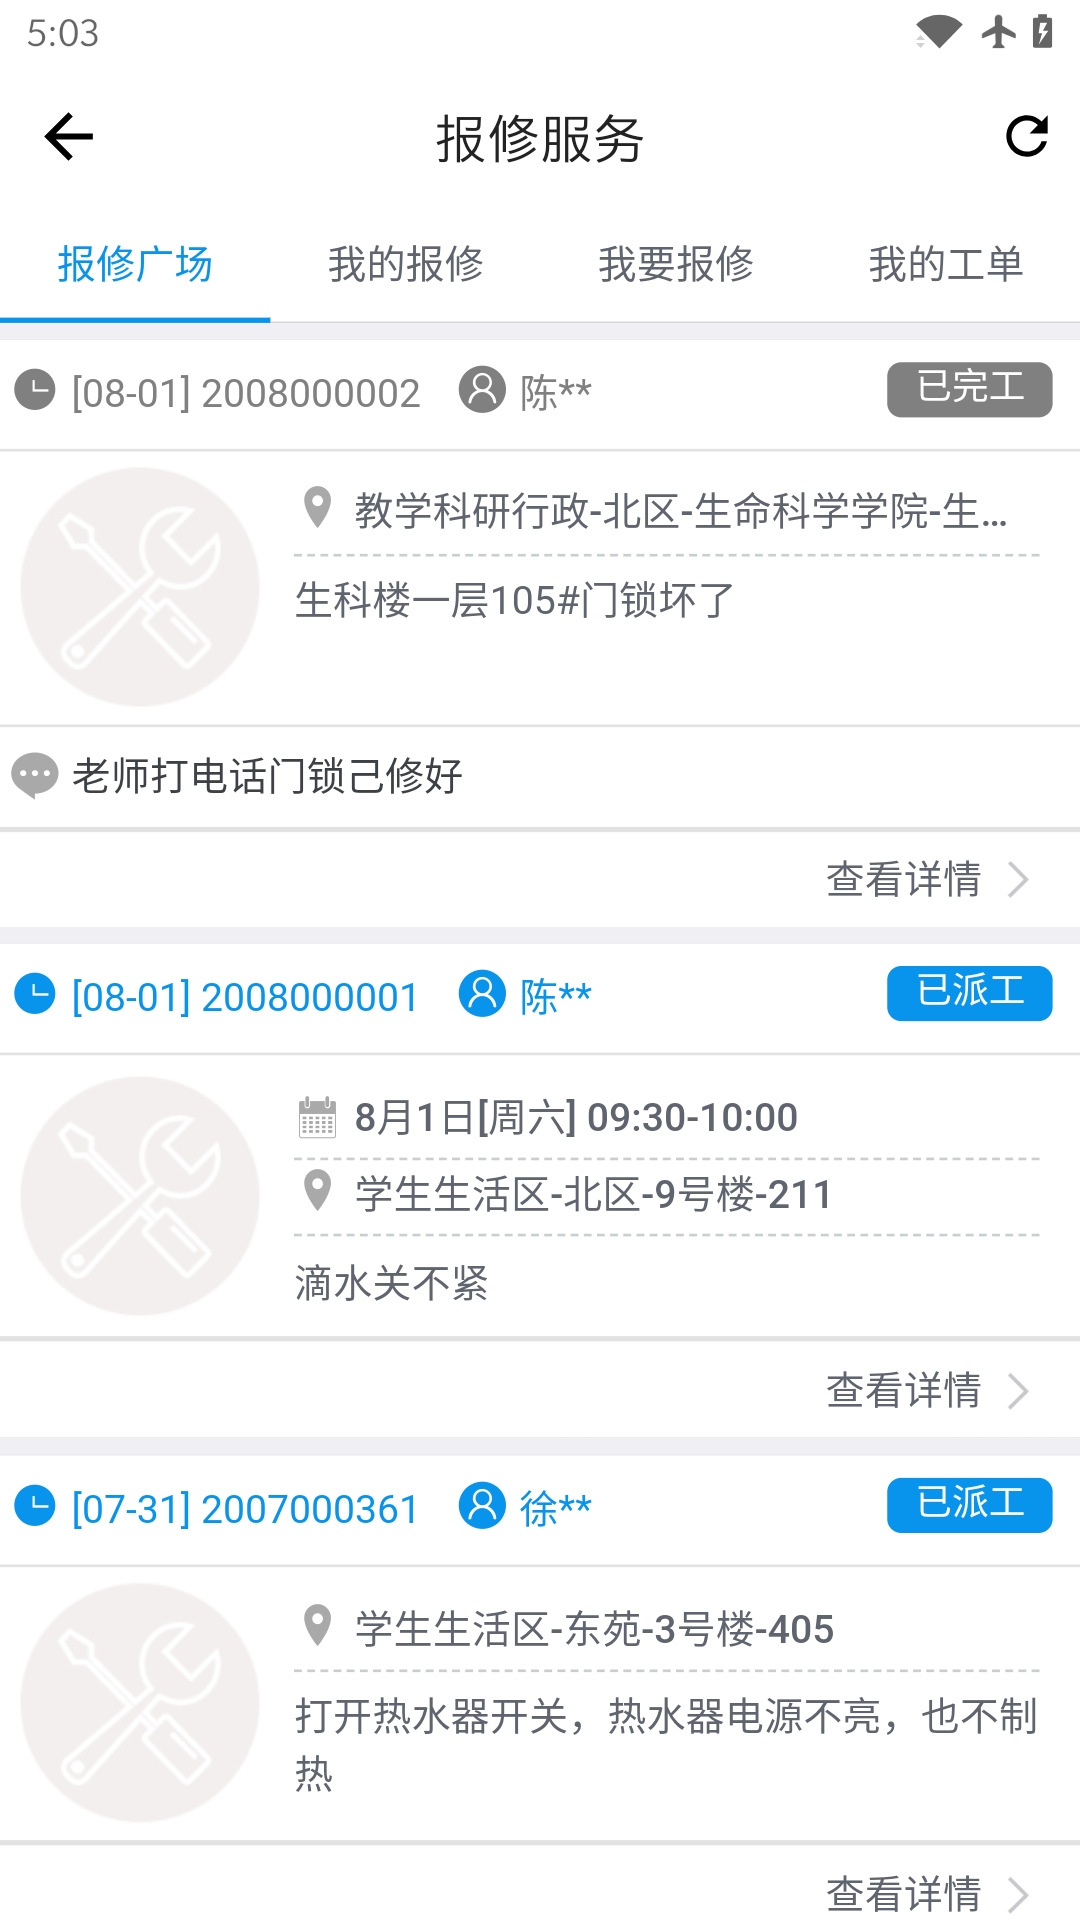 5:03
报修服务
报修广场 我的报修 我要报修 我的工单
[08-01] 2008000002 陈** 已完工
教学科研行政-北区-生命科学学院-生...
生科楼一层105#门锁坏了
老师打电话门锁己修好
查看详情
[08-01] 2008000001 陈** 已派工
8月1日[周六] 09:30-10:00
学生生活区-北区-9号楼-211
滴水关不紧
查看详情
[07-31] 2007000361 徐** 已派工
学生生活区-东苑-3号楼-405
打开热水器开关，热水器电源不亮，也不制
热
查看详情